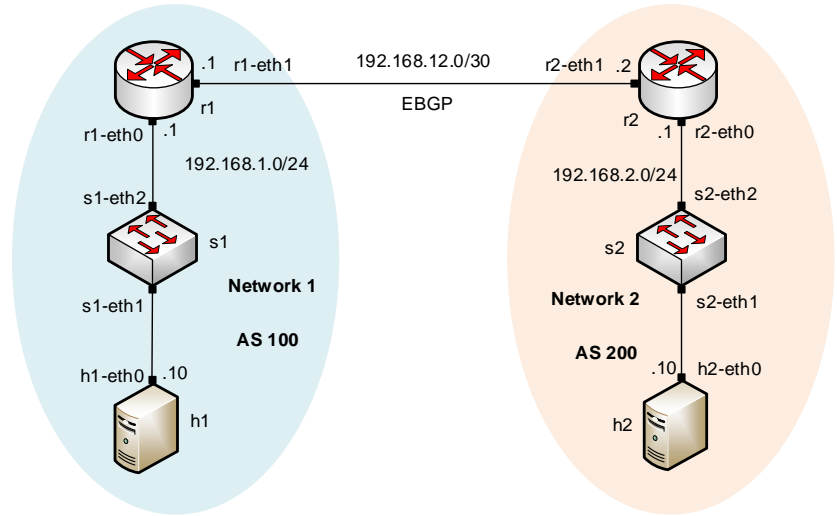 .1
r1-eth1
192.168.12.0/30
r2-eth1
.2
EBGP
r1
r2
r1-eth0
.1
.1
r2-eth0
192.168.1.0/24
192.168.2.0/24
s1-eth2
s2-eth2
s1
s2
Network 1
Network 2
s1-eth1
s2-eth1
AS 100
AS 200
h1-eth0
.10
.10
h2-eth0
h1
h2